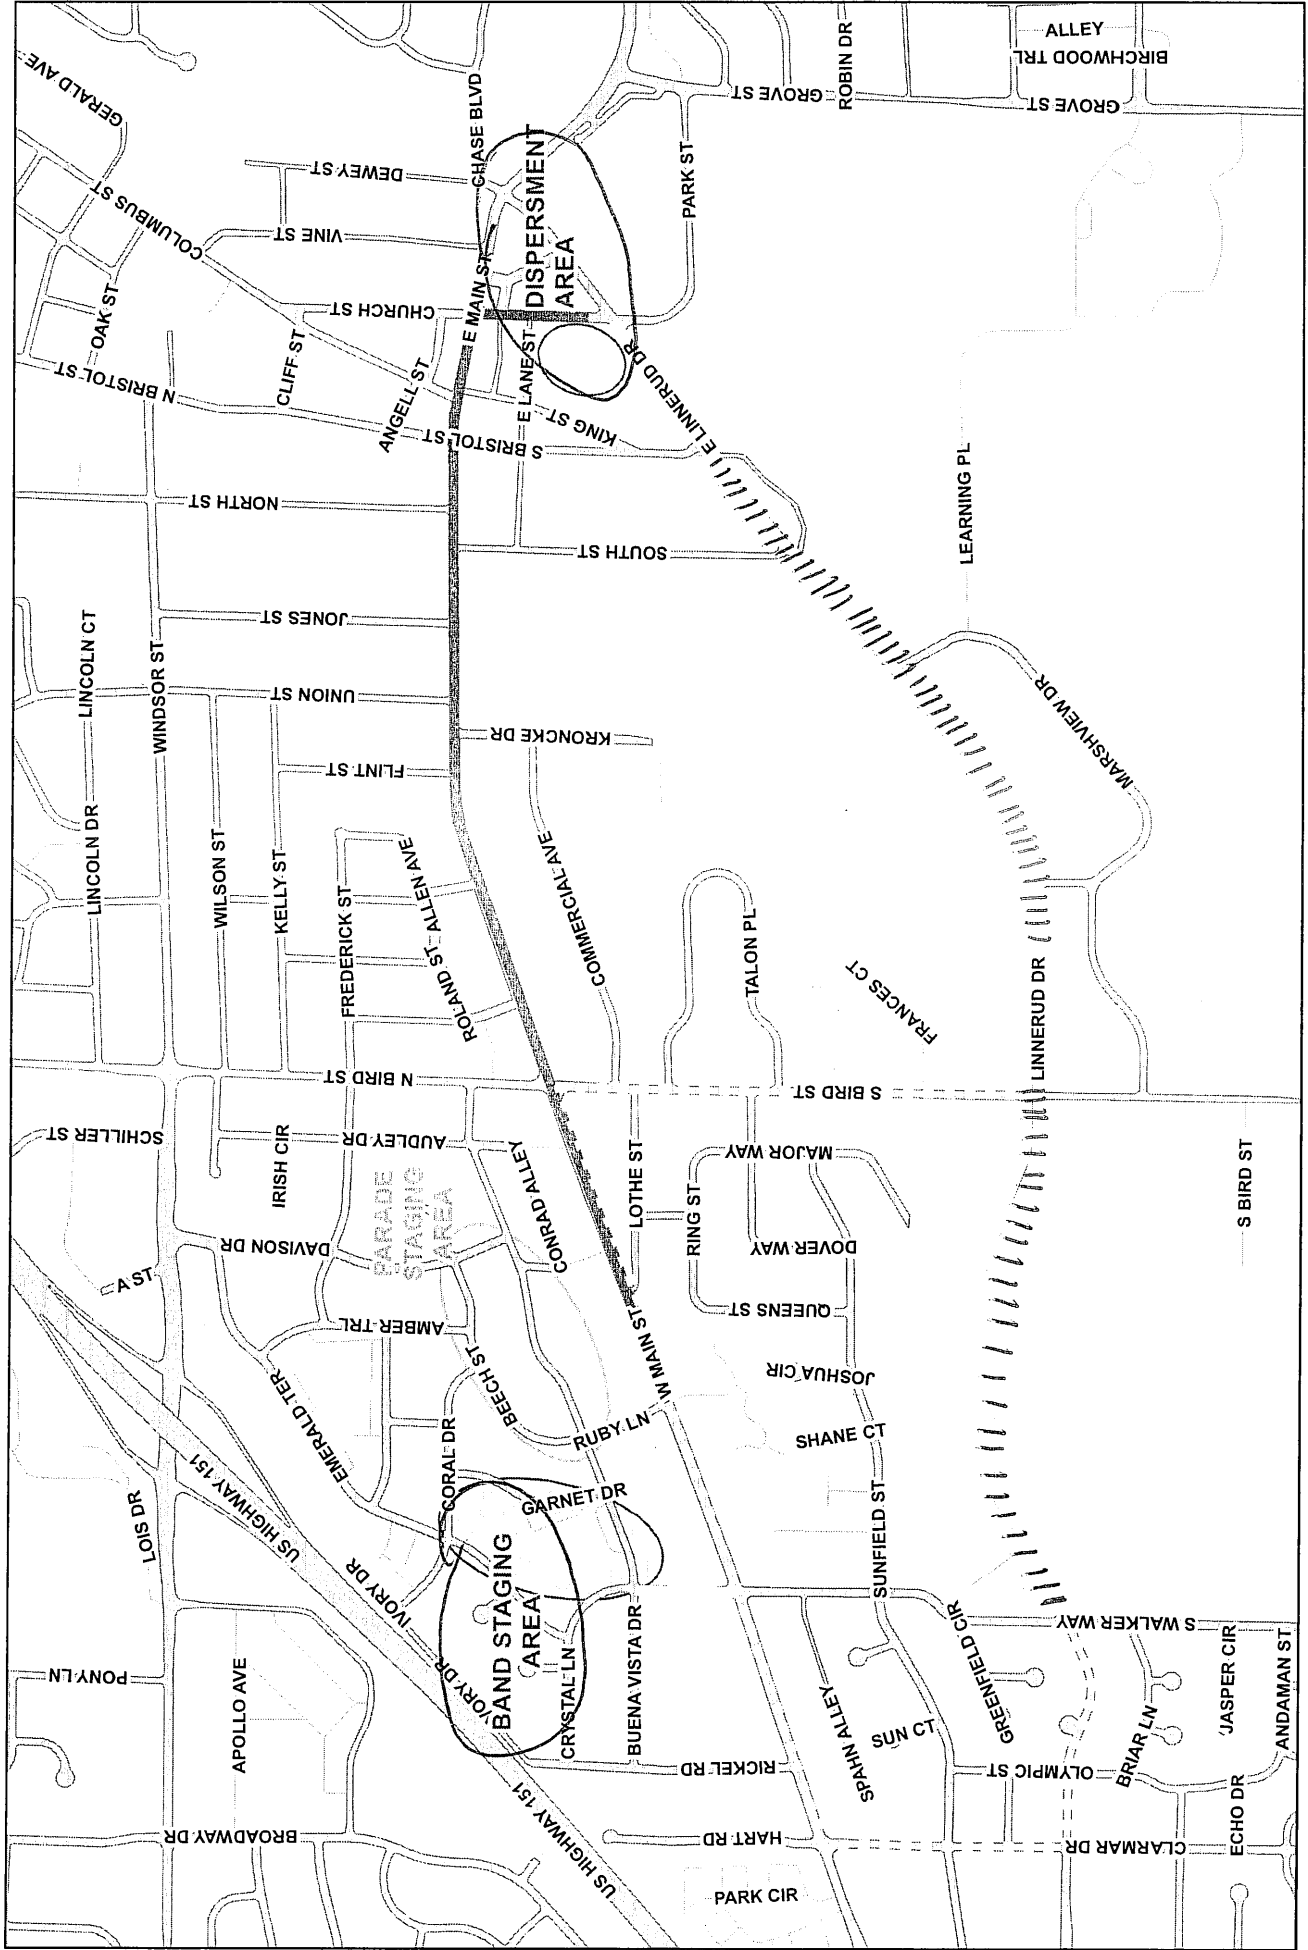 GERALD AVE
COLUMBUS ST
OAK ST
N BRISTOL ST
CLIFF ST
ANGELL ST
CHURCH ST
VINE ST
DEWEY ST
CHASE BLVD
E MAIN ST
DISPERSMENT
AREA
E LANE ST
KING ST
S BRISTOL ST
E LINNERUD DR
PARK ST
GROVE ST
ROBIN DR
ALLEY
BIRCHWOOD TRL
GROVE ST
NORTH ST
SOUTH ST
LEARNING PL
JONES ST
LINCOLN CT
WINDSOR ST
UNION ST
KRONCKE DR
FLINT ST
MARSHVIEW DR
LINCOLN DR
LINCOLN DR
WILSON ST
KELLY ST
FREDERICK ST
ALLEN AVE
ROLAND ST
COMMERCIAL AVE
TALON PL
FRANCES CT
LINNERUD DR
N BIRD ST
S BIRD ST
SCHILLER ST
IRISH CIR
AUDLEY DR
PARADE
STAGING
AREA
CONRAD ALLEY
LOTHE ST
RING ST
MAJOR WAY
DOVER WAY
S BIRD ST
A ST
DAVISON DR
AMBER TRL
BEECH ST
W MAIN ST
QUEENS ST
JOSHUA CIR
EMERALD TER
CORAL DR
RUBY LN
SHANE CT
US HIGHWAY 151
LOIS DR
GARNET DR
SUNFIELD ST
IVORY DR
BAND STAGING
AREA
IVORY DR
CRYSTAL LN
BUENA VISTA DR
GREENFIELD CIR
S WALKER WAY
PONY LN
APOLLO AVE
SPAHN ALLEY
SUN CT
JASPER CIR
ANDAMAN ST
US HIGHWAY 151
RICKEL RD
OLYMPIC ST
BRIAR LN
BROADWAY DR
HART RD
CLARMAR DR
ECHO DR
PARK CIR